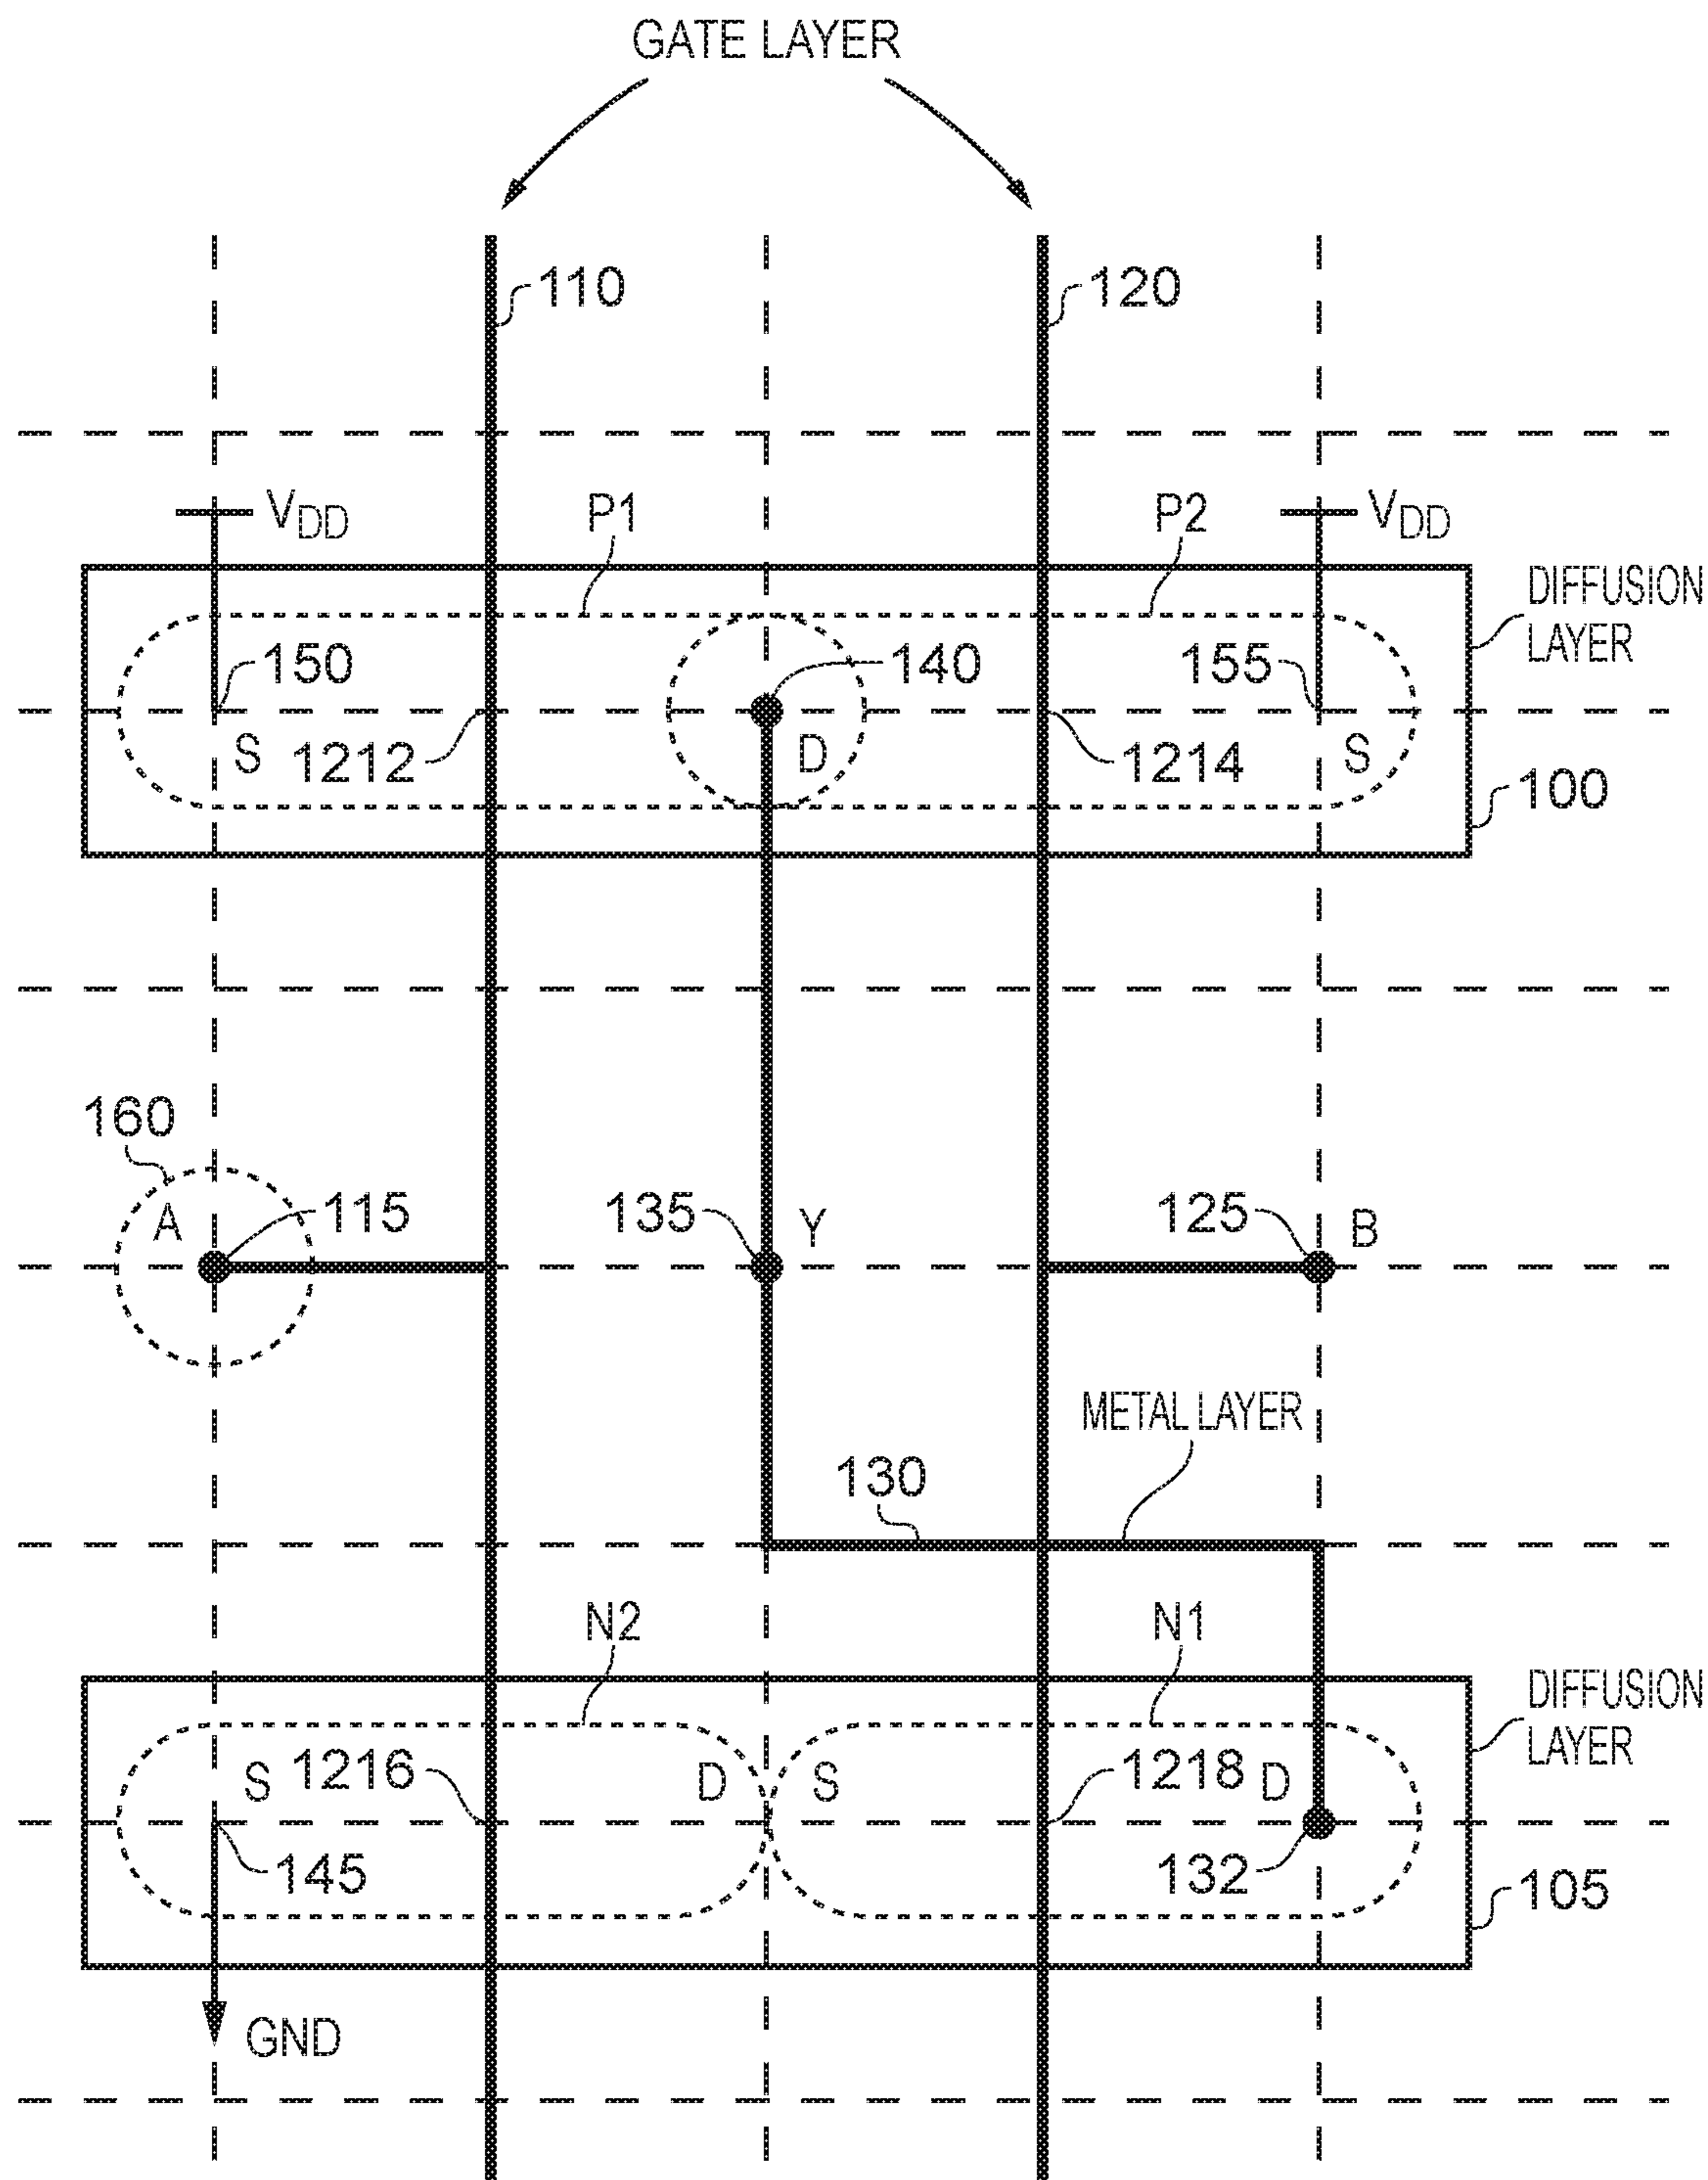 GATE LAYER
110
120
VDD
P1
P2
VDD
DIFFUSION
LAYER
150
140
155
S
1212
D
1214
S
100
160
A
115
135
Y
125
B
METAL LAYER
130
N2
N1
DIFFUSION
LAYER
S
1216
D
S
1218
D
145
132
105
GND